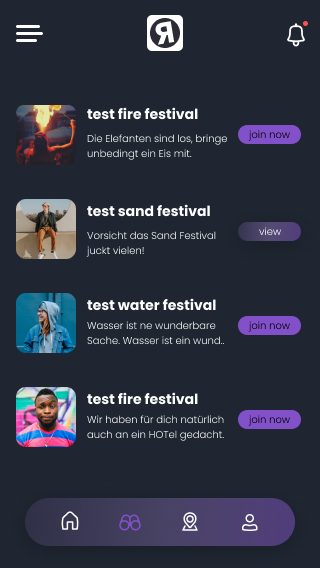 Я
test fire festival
Die Elefanten sind los, bringe
unbedingt ein Eis mit.
join now
test sand festival
Vorsicht das Sand Festival
juckt vielen!
view
test water festival
Wasser ist ne wunderbare
Sache. Wasser ist ein wund..
join now
test fire festival
Wir haben für dich natürlich
auch an ein HOTel gedacht.
join now